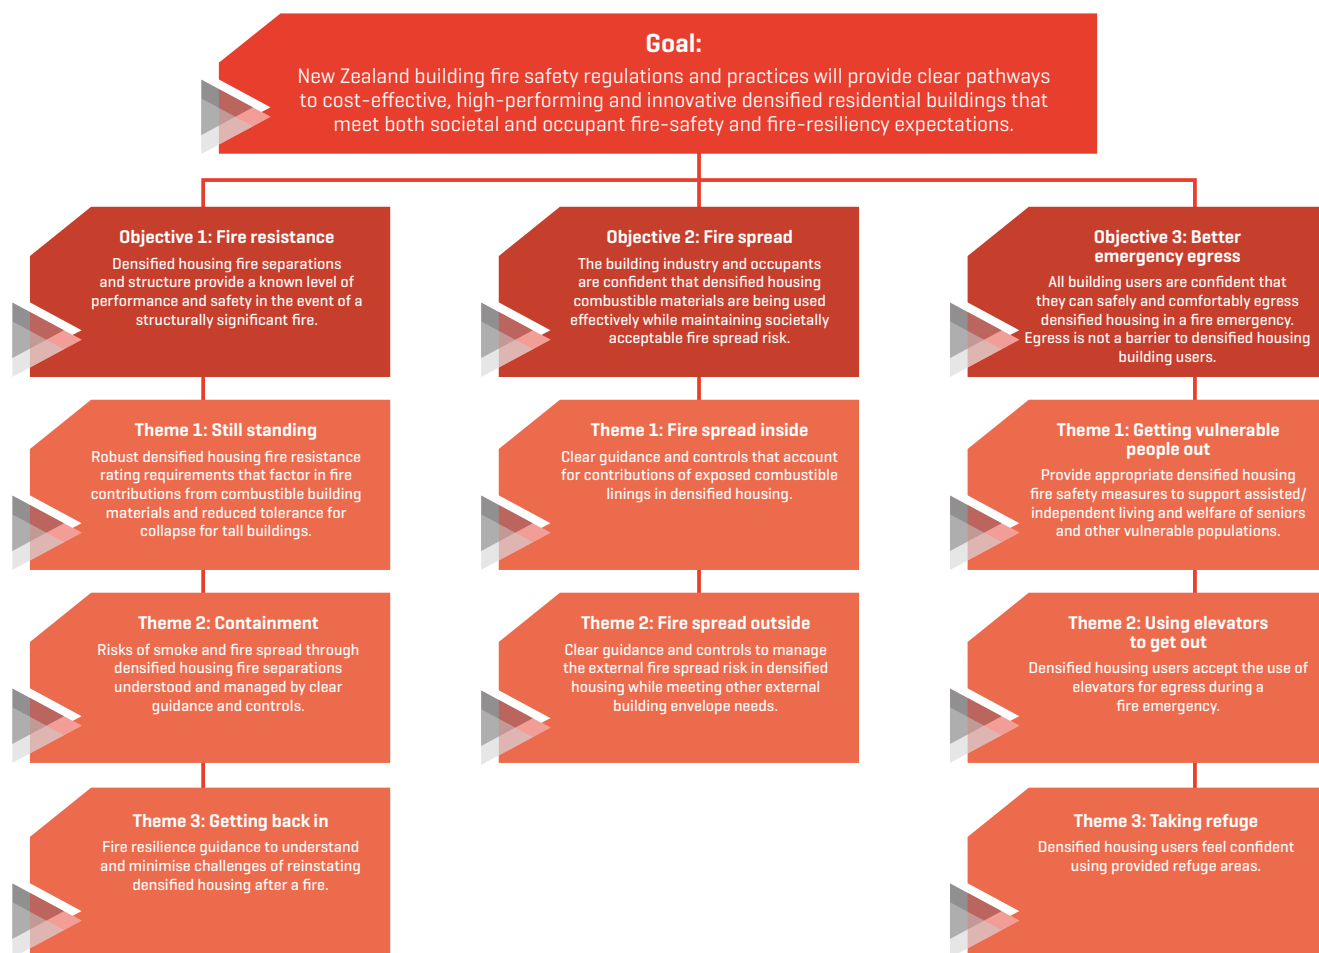 Goal:
New Zealand building fire safety regulations and practices will provide clear pathways
to cost-effective, high-performing and innovative densified residential buildings that
meet both societal and occupant fire-safety and fire-resiliency expectations.
Objective 1: Fire resistance
Densified housing fire separations
and structure provide a known level of
performance and safety in the event of a
structurally significant fire.
Theme 1: Still standing
Robust densified housing fire resistance
rating requirements that factor in fire
contributions from combustible building
materials and reduced tolerance for
collapse for tall buildings.
Theme 2: Containment
Risks of smoke and fire spread through
densified housing fire separations
understood and managed by clear
guidance and controls.
Theme 3: Getting back in
Fire resilience guidance to understand
and minimise challenges of reinstating
densified housing after a fire.
Objective 2: Fire spread
The building industry and occupants
are confident that densified housing
combustible materials are being used
effectively while maintaining societally
acceptable fire spread risk.
Theme 1: Fire spread inside
Clear guidance and controls that account
for contributions of exposed combustible
linings in densified housing.
Theme 2: Fire spread outside
Clear guidance and controls to manage
the external fire spread risk in densified
housing while meeting other external
building envelope needs.
Objective 3: Better
emergency egress
All building users are confident that
they can safely and comfortably egress
densified housing in a fire emergency.
Egress is not a barrier to densified housing
building users.
Theme 1: Getting vulnerable
people out
Provide appropriate densified housing
fire safety measures to support assisted/
independent living and welfare of seniors
and other vulnerable populations.
Theme 2: Using elevators
to get out
Densified housing users accept the use of
elevators for egress during a
fire emergency.
Theme 3: Taking refuge
Densified housing users feel confident
using provided refuge areas.